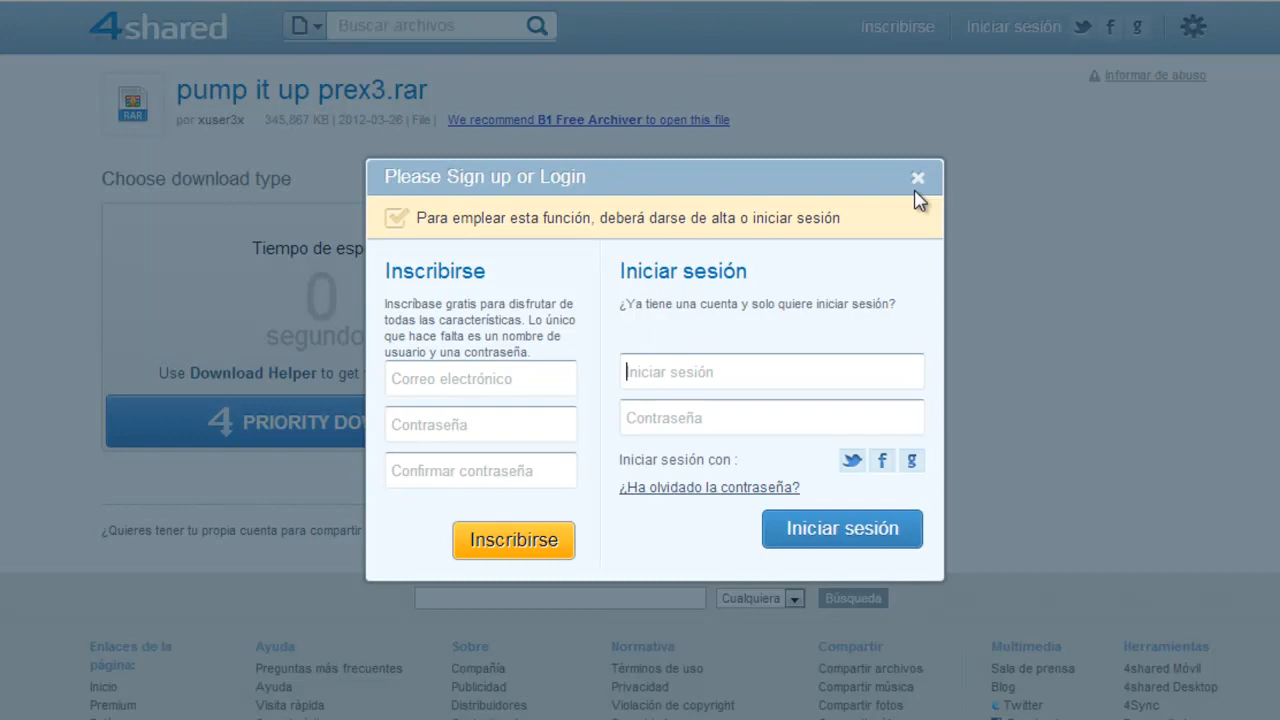 4shared
Buscar archivos
Inscribirse
Iniciar sesión
f
g
Informar de abuso
RAR
pump it up prex3.rar
por xuser3x 345,867 KB | 2012-03-26 | File | We recommend B1 Free Archiver to open this file
Choose download type
Tiempo de esp
0
segundo
Use Download Helper to get
4 PRIORITY DO
¿Quieres tener tu propia cuenta para compartir
Please Sign up or Login
Para emplear esta función, deberá darse de alta o iniciar sesión
Inscribirse
Inscríbase gratis para disfrutar de
todas las características. Lo único
que hace falta es un nombre de
usuario y una contraseña.
Correo electrónico
Contraseña
Confirmar contraseña
Inscribirse
Iniciar sesión
¿Ya tiene una cuenta y solo quiere iniciar sesión?
Iniciar sesión
Contraseña
Iniciar sesión con :
f
g
¿Ha olvidado la contraseña?
Iniciar sesión
Cualquiera
Búsqueda
Enlaces de la
página:
Inicio
Premium
Ayuda
Preguntas más frecuentes
Ayuda
Visita rápida
Sobre
Compañía
Publicidad
Distribuidores
Normativa
Términos de uso
Privacidad
Violación de copyright
Compartir
Compartir archivos
Compartir música
Compartir fotos
Multimedia
Sala de prensa
Blog
Twitter
Herramientas
4shared Móvil
4shared Desktop
4Sync